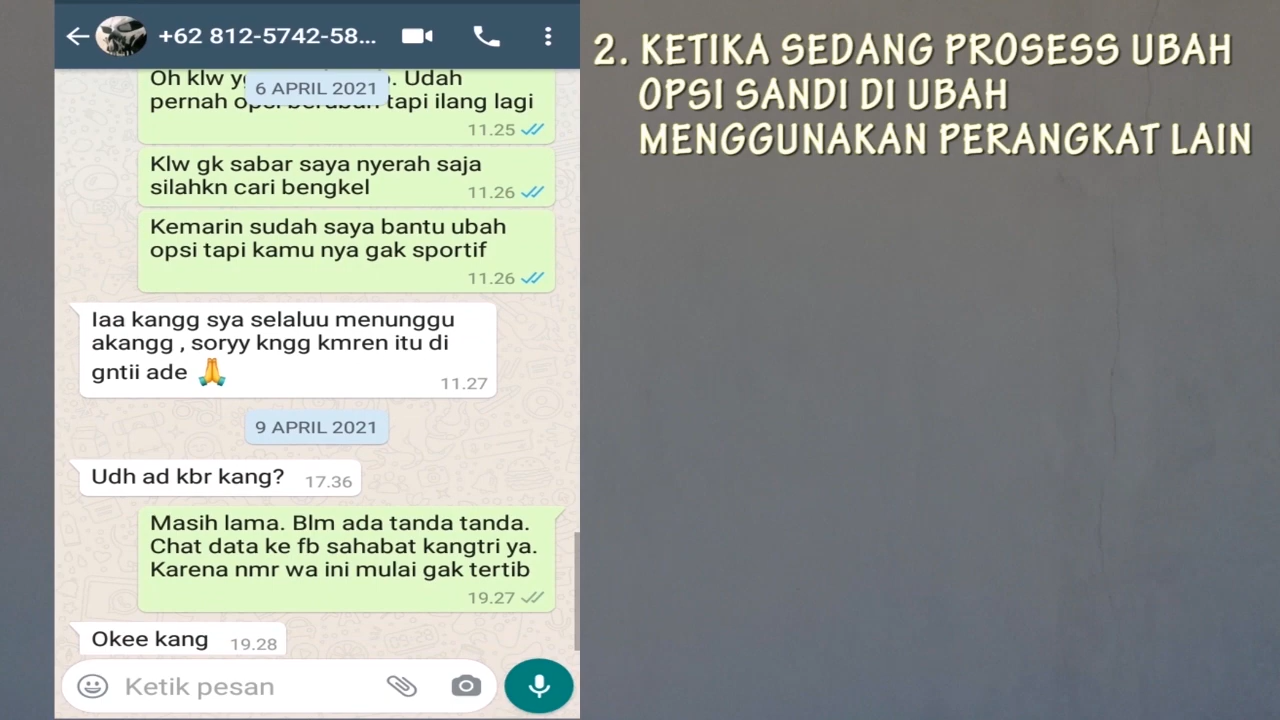 +62 812-5742-58...
Oh klw
. Udah
6 APRIL 2021
pernah opsi berubah tapi ilang lagi
11.25
Klw gk sabar saya nyerah saja
silahkn cari bengkel
11.26
Kemarin sudah saya bantu ubah
opsi tapi kamu nya gak sportif
11.26
Iaa kangg sya selaluu menunggu
akangg , soryy kngg kmren itu di
gntii ade 🙏
11.27
9 APRIL 2021
Udh ad kbr kang?
17.36
Masih lama. Blm ada tanda tanda.
Chat data ke fb sahabat kangtri ya.
Karena nmr wa ini mulai gak tertib
19.27
Okee kang
19.28
Ketik pesan
2. KETIKA SEDANG PROSESS UBAH
OPSI SANDI DI UBAH
MENGGUNAKAN PERANGKAT LAIN